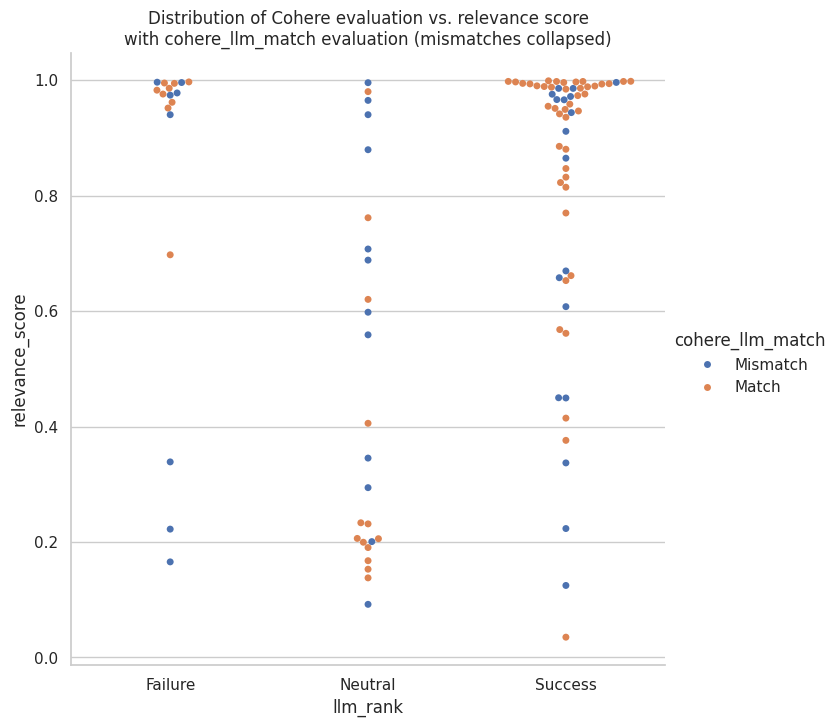 Distribution of Cohere evaluation vs. relevance score
with cohere_llm_match evaluation (mismatches collapsed)
1.0
0.8
0.6
0.4
0.2
0.0
relevance_score
Failure
Neutral
Success
llm_rank
cohere_llm_match
Mismatch
Match